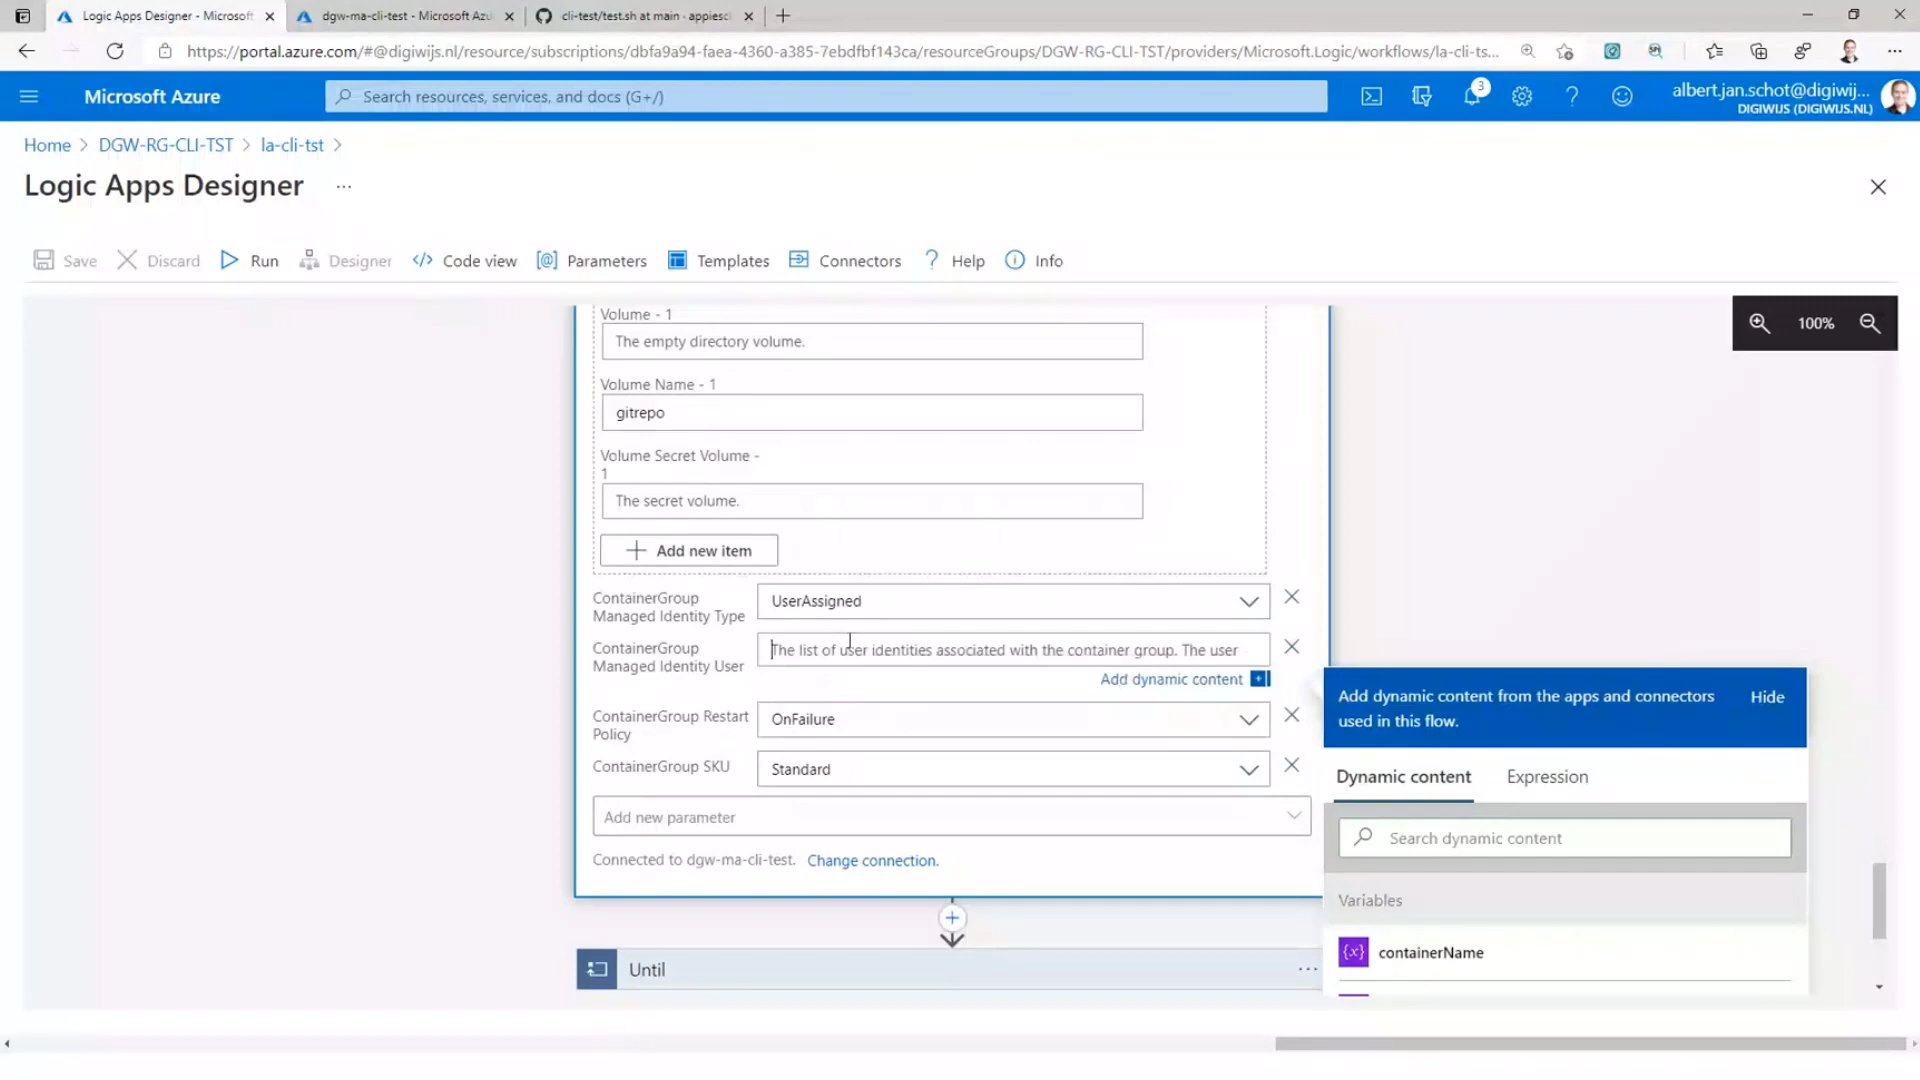 Logic Apps Designer - Microsoft
dgw-ma-cli-test - Microsoft Azu
cli-test/test.sh at main · appiesc
https://portal.azure.com/#@digiwijs.nl/resource/subscriptions/dbfa9a94-faea-4360-a385-7ebdfbf143ca/resourceGroups/DGW-RG-CLI-TST/providers/Microsoft.Logic/workflows/la-cli-ts...
Microsoft Azure
Search resources, services, and docs (G+/)
3
albert.jan.schot@digiwij...
DIGIWIJS (DIGIWIJS.NL)
Home > DGW-RG-CLI-TST > la-cli-tst >
Logic Apps Designer ...
Save Discard Run Designer Code view Parameters Templates Connectors Help Info
100%
Volume - 1
The empty directory volume.
Volume Name - 1
gitrepo
Volume Secret Volume -
1
The secret volume.
Add new item
ContainerGroup
Managed Identity Type
UserAssigned
ContainerGroup
Managed Identity User
The list of user identities associated with the container group. The user
Add dynamic content
ContainerGroup Restart
Policy
OnFailure
ContainerGroup SKU
Standard
Add new parameter
Connected to dgw-ma-cli-test. Change connection.
Until
...
Add dynamic content from the apps and connectors
used in this flow.
Hide
Dynamic content
Expression
Search dynamic content
Variables
{x} containerName